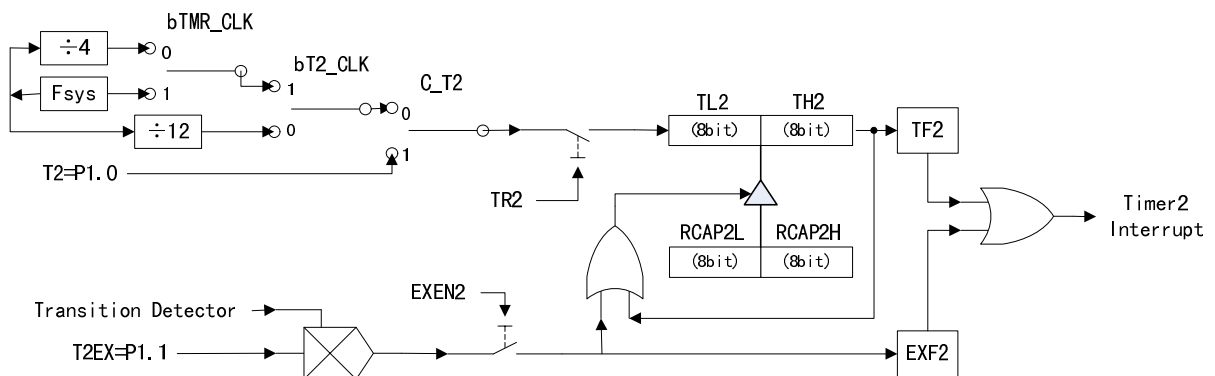 bTMR_CLK
÷4
0
bT2_CLK
Fsys
1
1
C_T2
0
TL2
TH2
÷12
0
(8bit)
(8bit)
TF2
1
T2=P1.0
TR2
Timer2
Interrupt
RCAP2L
RCAP2H
(8bit)
(8bit)
EXEN2
Transition Detector
T2EX=P1.1
EXF2